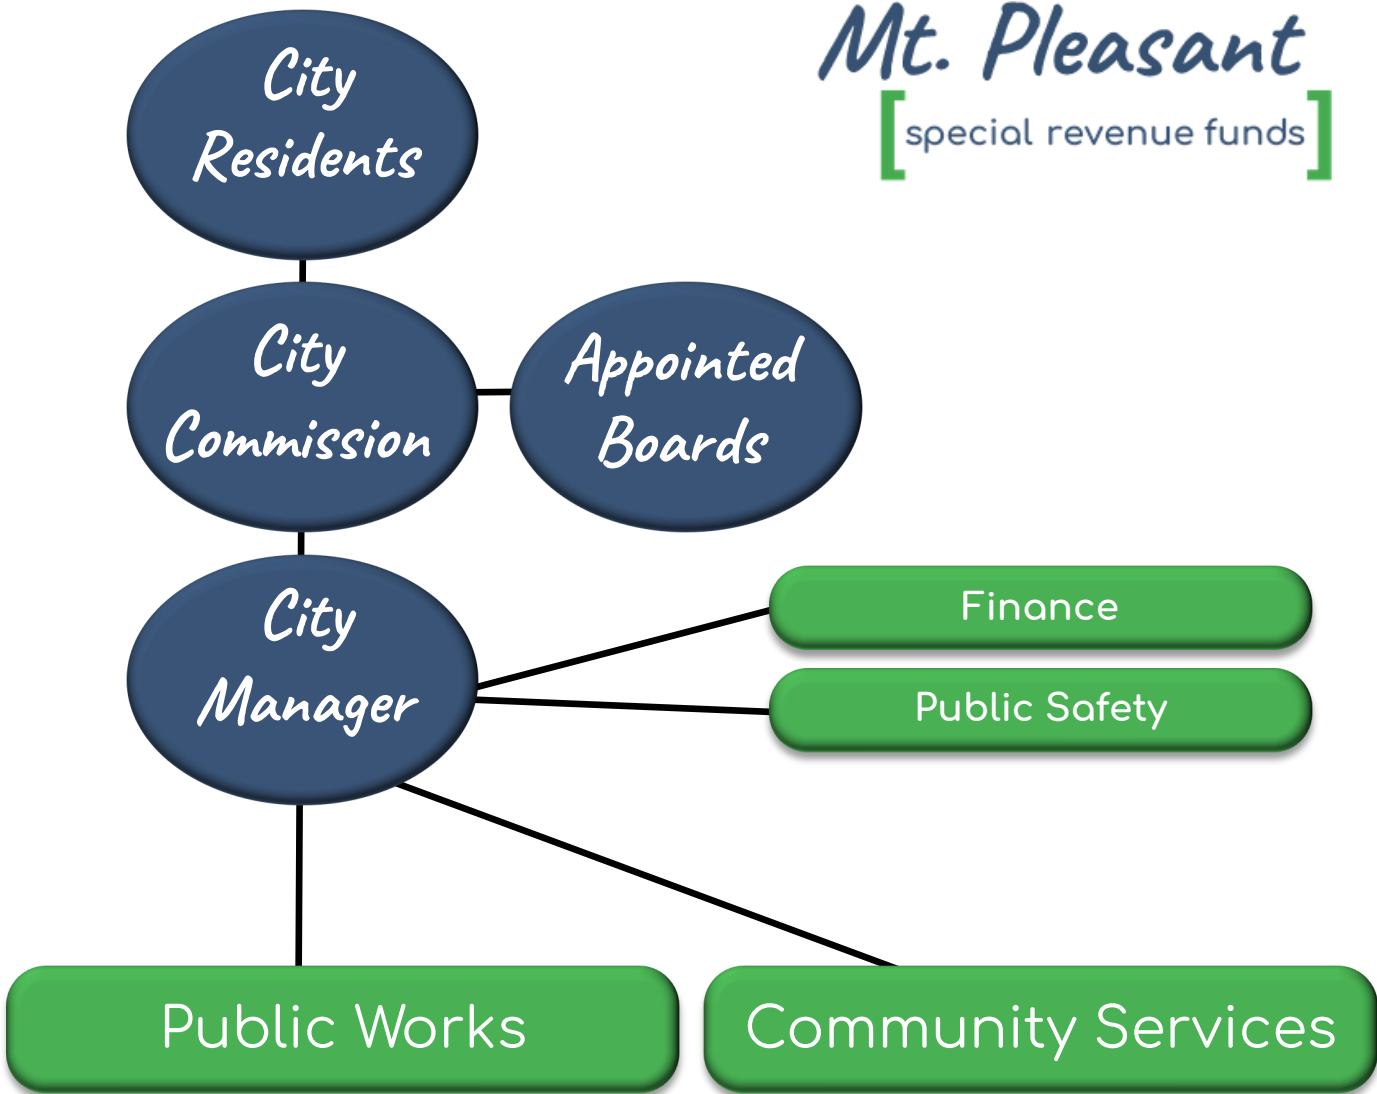 Mt. Pleasant
[special revenue funds]
City
Residents
City
Commission
Appointed
Boards
City
Manager
Finance
Public Safety
Public Works
Community Services